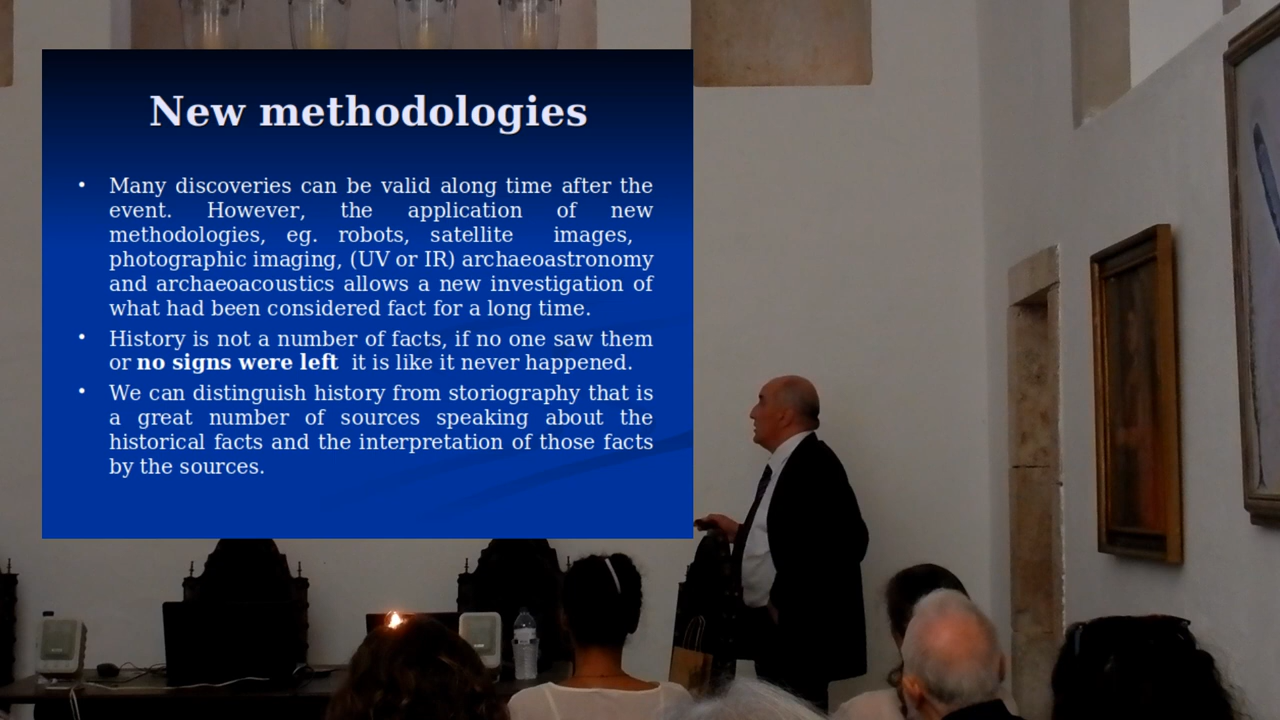 New methodologies
• Many discoveries can be valid along time after the
event. However, the application of new
methodologies, eg. robots, satellite images,
photographic imaging, (UV or IR) archaeoastronomy
and archaeoacoustics allows a new investigation of
what had been considered fact for a long time.
• History is not a number of facts, if no one saw them
or no signs were left it is like it never happened.
• We can distinguish history from storiography that is
a great number of sources speaking about the
historical facts and the interpretation of those facts
by the sources.